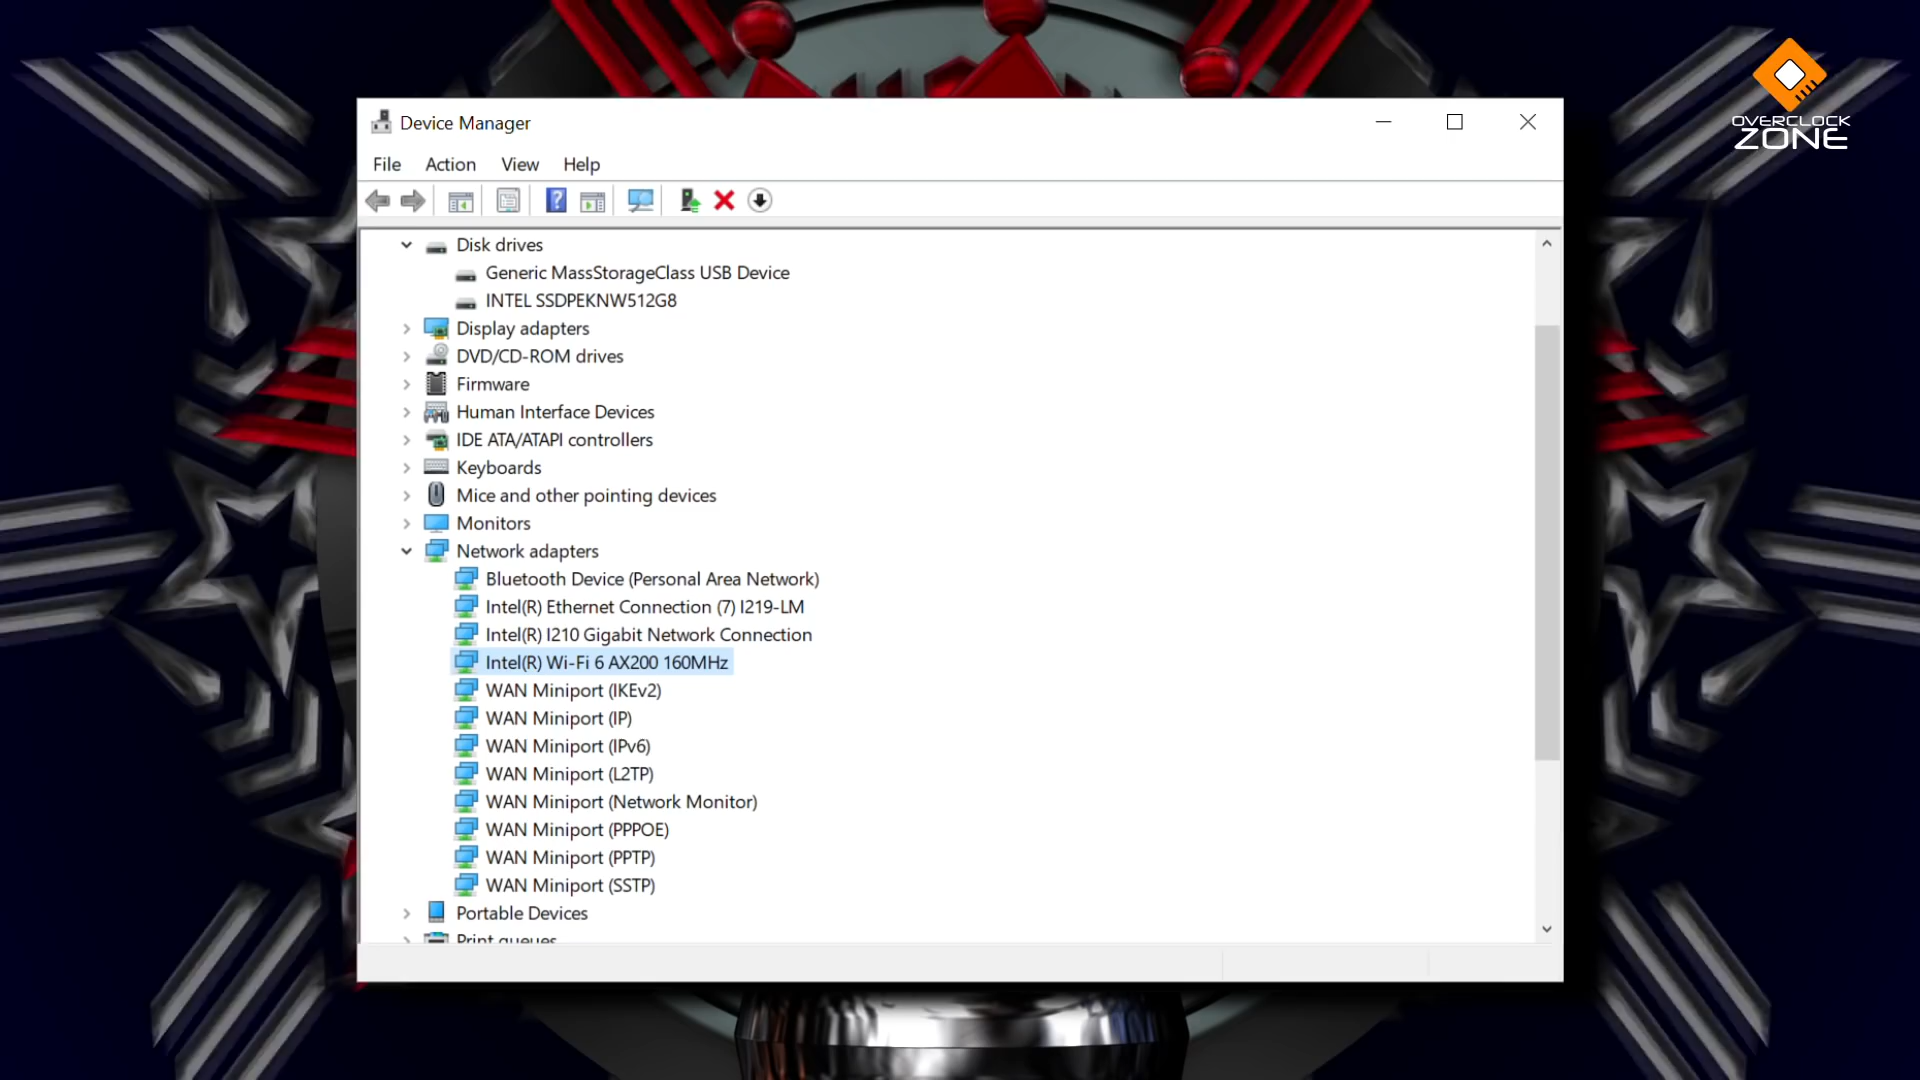 OVERCLOCK
ZONE
Device Manager
File Action View Help
Disk drives
Generic MassStorageClass USB Device
INTEL SSDPEKNW512G8
Display adapters
DVD/CD-ROM drives
Firmware
Human Interface Devices
IDE ATA/ATAPI controllers
Keyboards
Mice and other pointing devices
Monitors
Network adapters
Bluetooth Device (Personal Area Network)
Intel(R) Ethernet Connection (7) I219-LM
Intel(R) I210 Gigabit Network Connection
Intel(R) Wi-Fi 6 AX200 160MHz
WAN Miniport (IKEv2)
WAN Miniport (IP)
WAN Miniport (IPv6)
WAN Miniport (L2TP)
WAN Miniport (Network Monitor)
WAN Miniport (PPPOE)
WAN Miniport (PPTP)
WAN Miniport (SSTP)
Portable Devices
Print queues